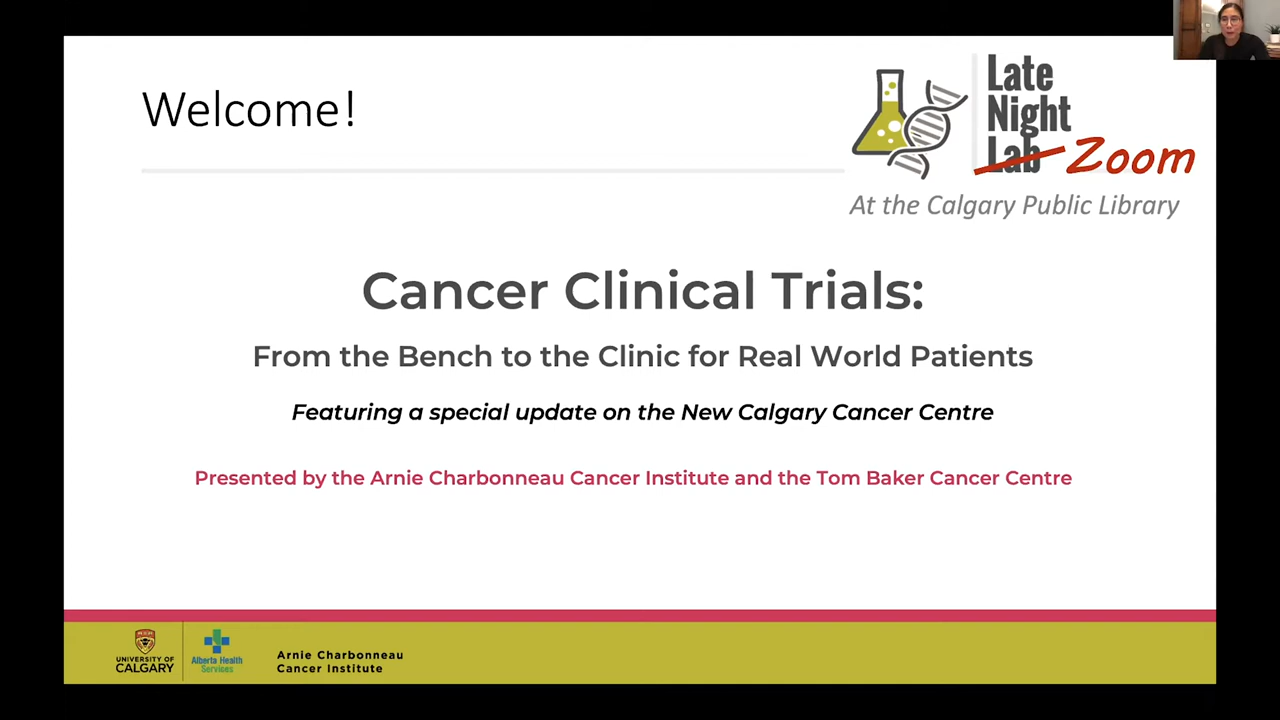 Welcome!
Late
Night
Lab Zoom
At the Calgary Public Library
Cancer Clinical Trials:
From the Bench to the Clinic for Real World Patients
Featuring a special update on the New Calgary Cancer Centre
Presented by the Arnie Charbonneau Cancer Institute and the Tom Baker Cancer Centre
UNIVERSITY OF
CALGARY
Alberta Health
Services
Arnie Charbonneau
Cancer Institute